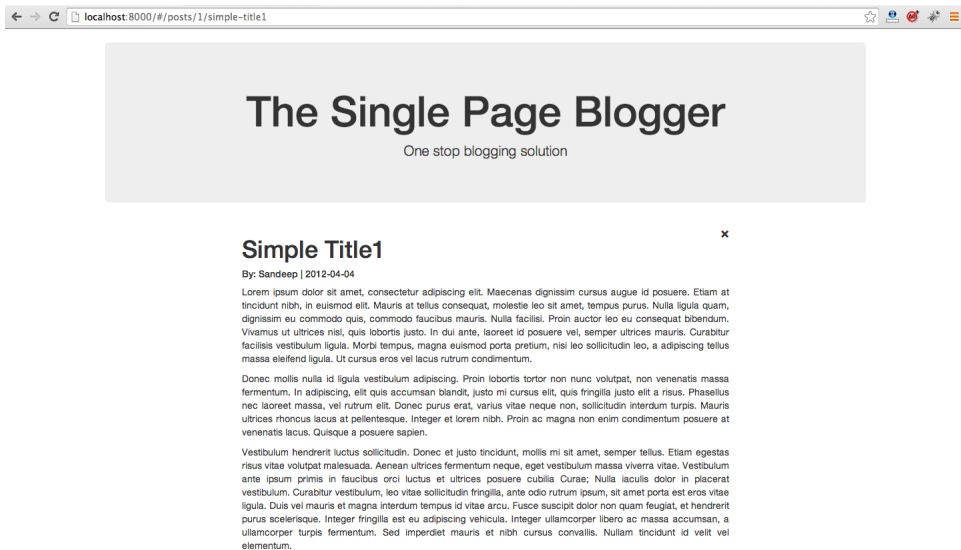 localhost:8000/#/posts/1/simple-title1
The Single Page Blogger
One stop blogging solution
Simple Title1
By: Sandeep | 2012-04-04
Lorem ipsum dolor sit amet, consectetur adipiscing elit. Maecenas dignissim cursus augue id posuere. Etiam at
tincidunt nibh, in euismod elit. Mauris at tellus consequat, molestie leo sit amet, tempus purus. Nulla ligula quam,
dignissim eu commodo quis, commodo faucibus mauris. Nulla facilisi. Proin auctor leo eu consequat bibendum.
Vivamus ut ultrices nisl, quis lobortis justo. In dui ante, laoreet id posuere vel, semper ultrices mauris. Curabitur
facilisis vestibulum ligula. Morbi tempus, magna euismod porta pretium, nisi leo sollicitudin leo, a adipiscing tellus
massa eleifend ligula. Ut cursus eros vel lacus rutrum condimentum.
Donec mollis nulla id ligula vestibulum adipiscing. Proin lobortis tortor non nunc volutpat, non venenatis massa
fermentum. In adipiscing, elit quis accumsan blandit, justo mi cursus elit, quis fringilla justo elit a risus. Phasellus
nec laoreet massa, vel rutrum elit. Donec purus erat, varius vitae neque non, sollicitudin interdum turpis. Mauris
ultrices rhoncus lacus at pellentesque. Integer et lorem nibh. Proin ac magna non enim condimentum posuere at
venenatis lacus. Quisque a posuere sapien.
Vestibulum hendrerit luctus sollicitudin. Donec et justo tincidunt, mollis mi sit amet, semper tellus. Etiam egestas
risus vitae volutpat malesuada. Aenean ultrices fermentum neque, eget vestibulum massa viverra vitae. Vestibulum
ante ipsum primis in faucibus orci luctus et ultrices posuere cubilia Curae; Nulla iaculis dolor in placerat
vestibulum. Curabitur vestibulum, leo vitae sollicitudin fringilla, ante odio rutrum ipsum, sit amet porta est eros vitae
ligula. Duis vel mauris et magna interdum tempus id vitae arcu. Fusce suscipit dolor non quam feugiat, et hendrerit
purus scelerisque. Integer fringilla est eu adipiscing vehicula. Integer ullamcorper libero ac massa accumsan, a
ullamcorper turpis fermentum. Sed imperdiet mauris et nibh cursus convallis. Nullam tincidunt id velit vel
elementum.